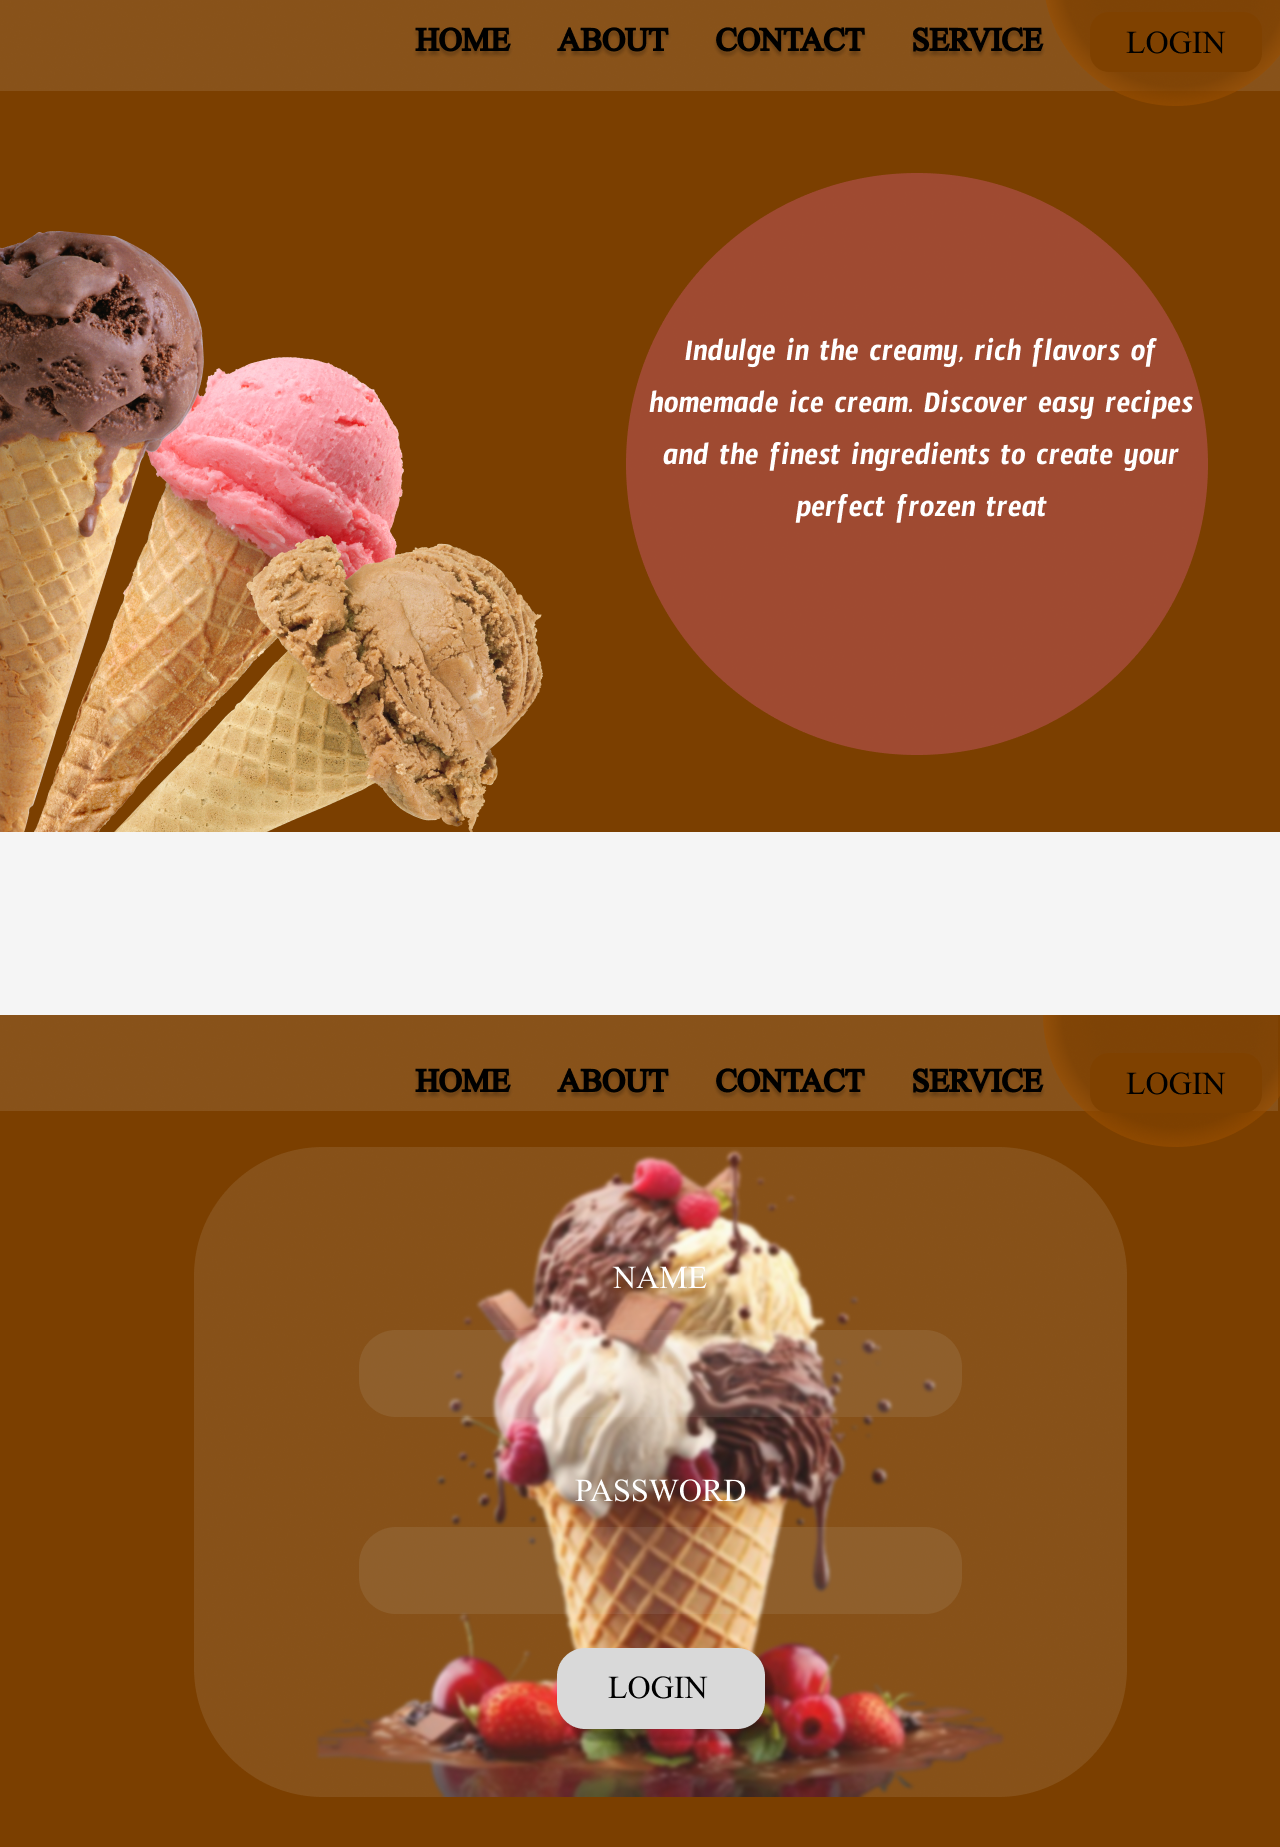 HOME ABOUT CONTACT SERVICE LOGIN
Indulge in the creamy, rich flavors of
homemade ice cream. Discover easy recipes
and the finest ingredients to create your
perfect frozen treat
HOME ABOUT CONTACT SERVICE LOGIN
NAME
PASSWORD
LOGIN